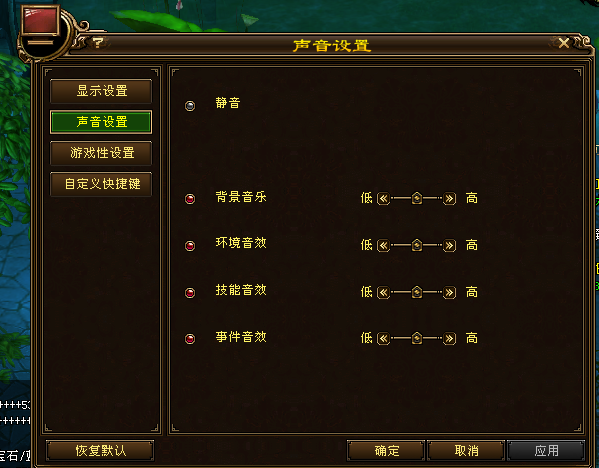 ?
声音设置
显示设置
声音设置
游戏性设置
自定义快捷键
静音
背景音乐 低 高
环境音效 低 高
技能音效 低 高
事件音效 低 高
++++53
宝石/
恢复默认 确定 取消 应用